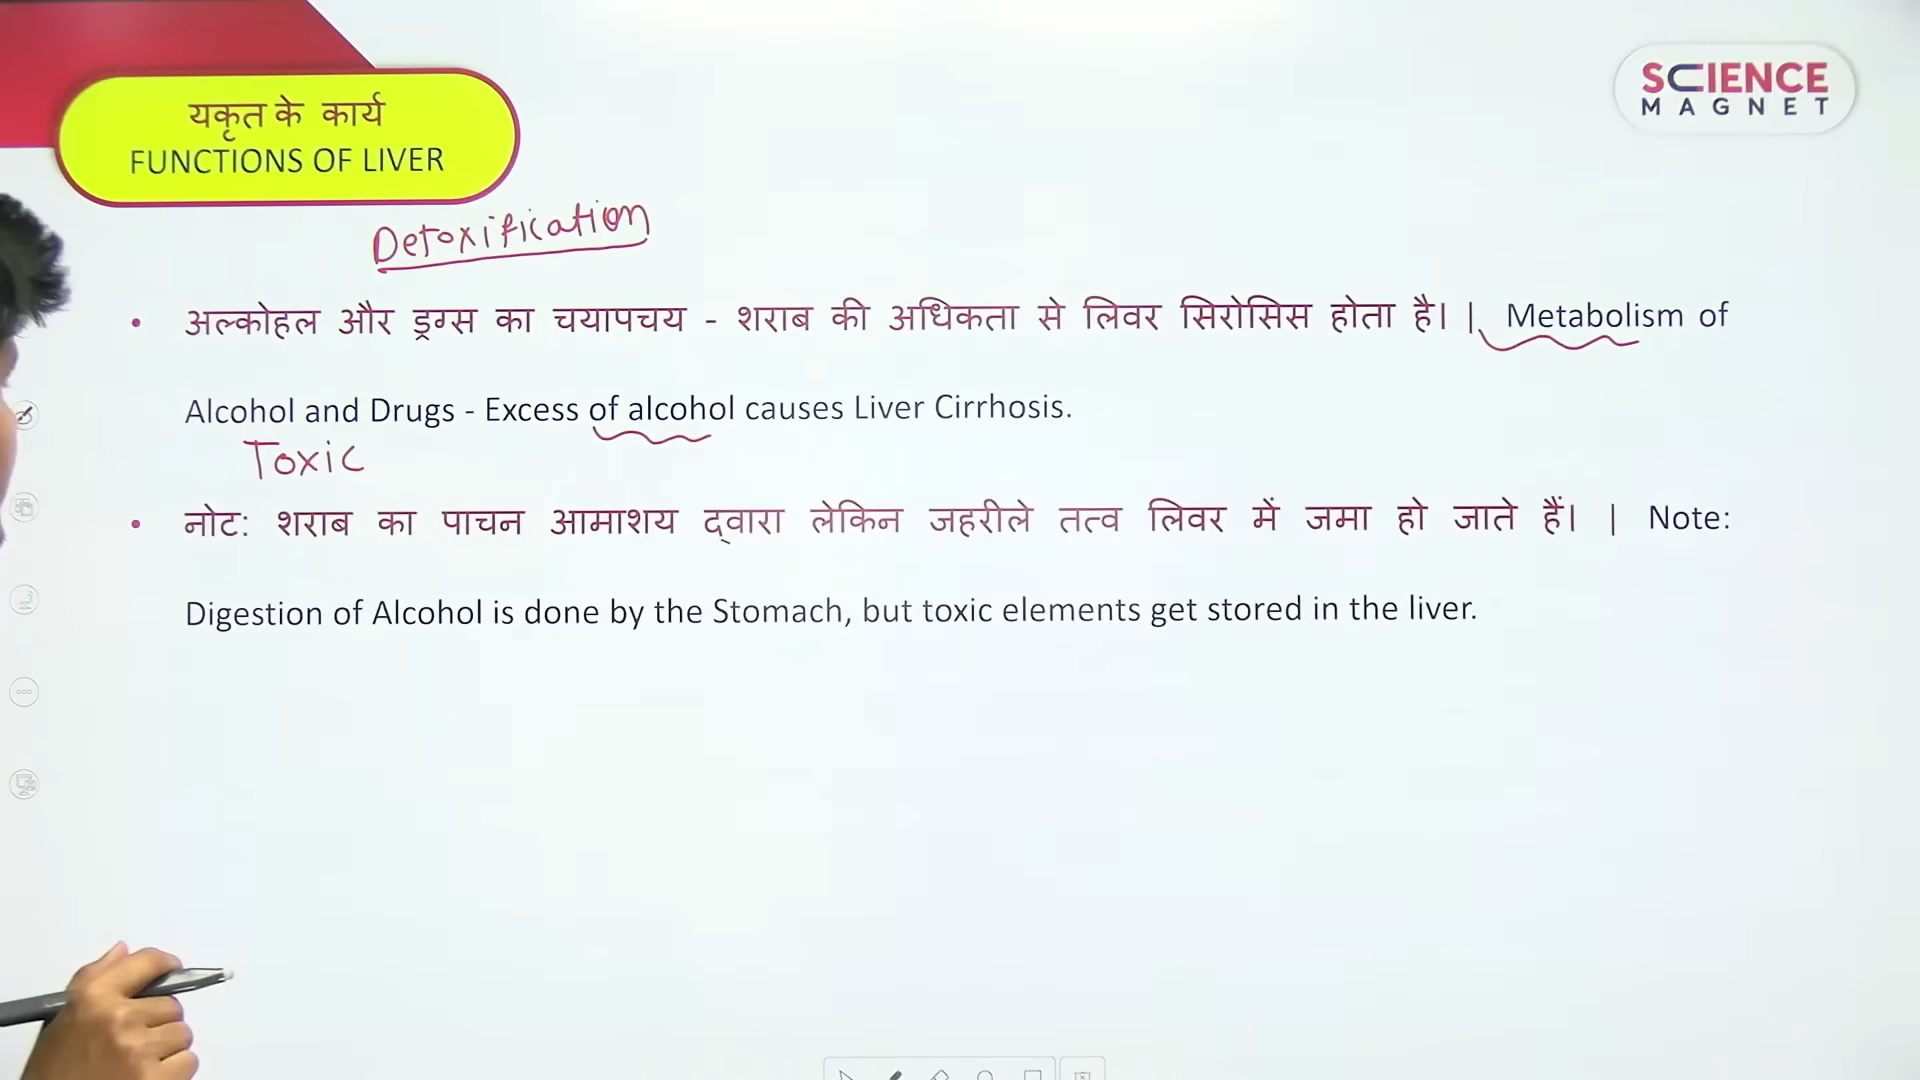 यकृत के कार्य
FUNCTIONS OF LIVER
SCIENCE
MAGNET
Detoxification
• अल्कोहल और ड्रग्स का चयापचय - शराब की अधिकता से लिवर सिरोसिस होता है। | Metabolism of
Alcohol and Drugs - Excess of alcohol causes Liver Cirrhosis.
Toxic
• नोट: शराब का पाचन आमाशय द्वारा लेकिन जहरीले तत्व लिवर में जमा हो जाते हैं। | Note:
Digestion of Alcohol is done by the Stomach, but toxic elements get stored in the liver.